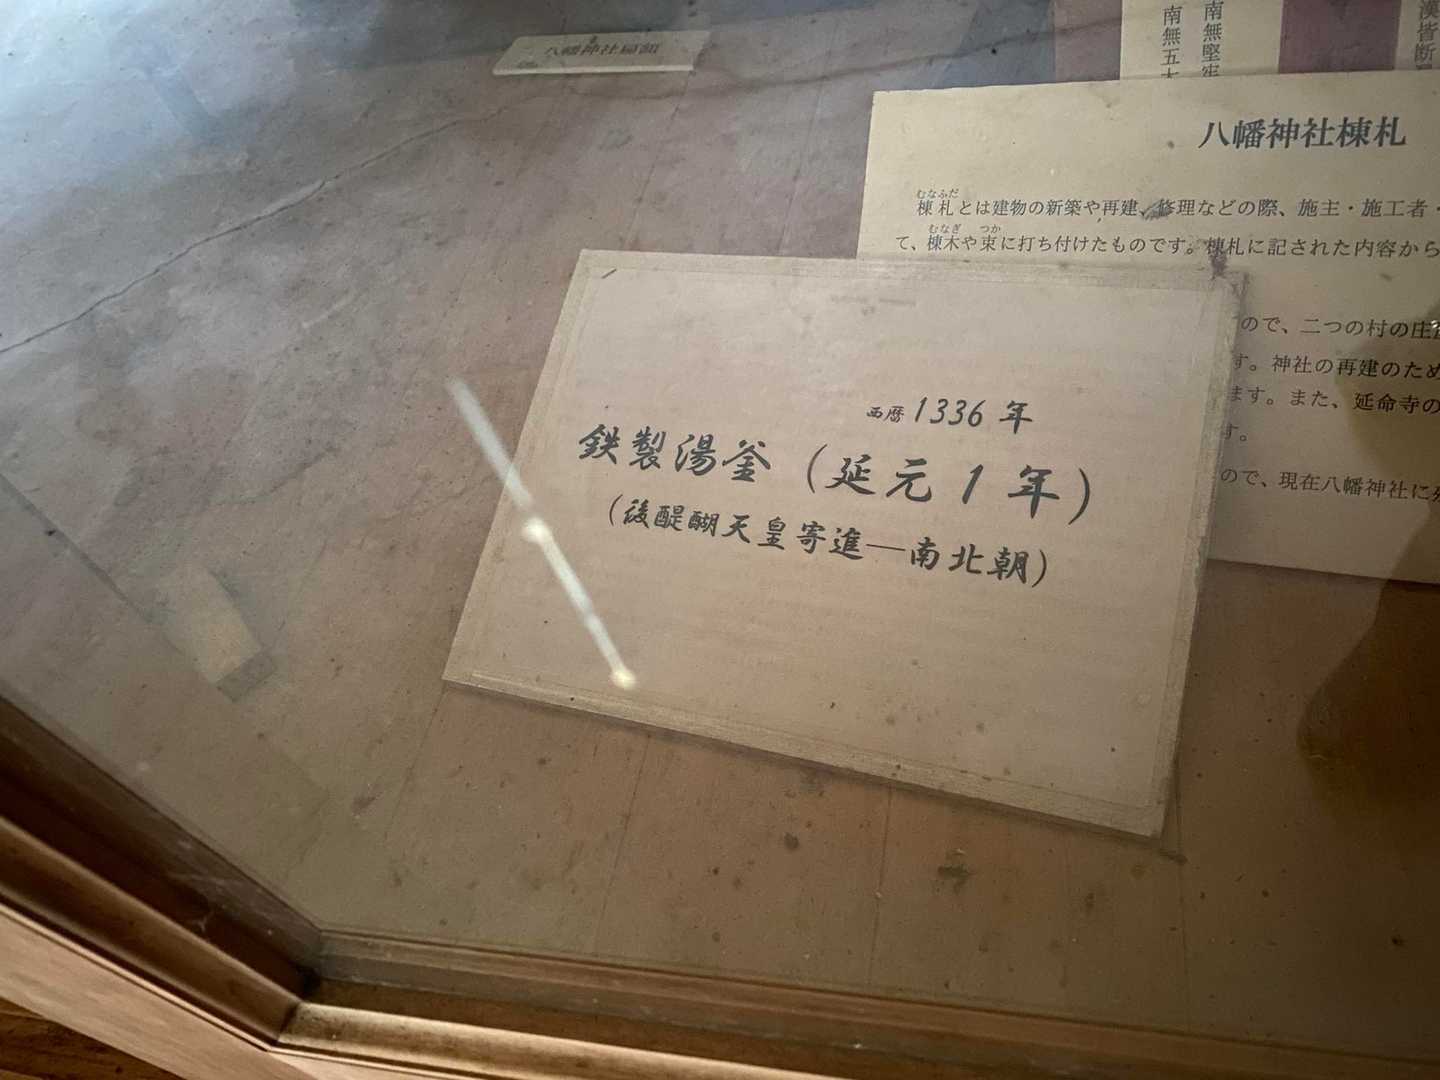 八幡神社扁額
南無堅牢
南無五大
漢皆断
八幡神社棟札
むなふだ
棟札とは建物の新築や再建、修理などの際、施主・施工者・
むなぎ つか
て、棟木や束に打ち付けたものです。棟札に記された内容から
ので、二つの村の庄
す。神社の再建のため
ます。また、延命寺の
す。
ので、現在八幡神社に
西暦1336年
鉄製湯釜（延元1年）
（後醍醐天皇寄進―南北朝）